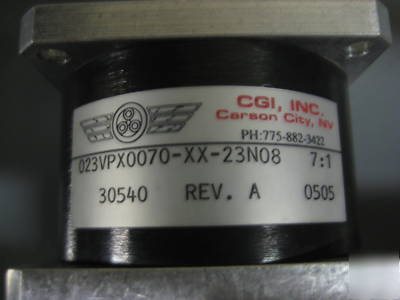 CGI, INC.
Carson City, NV
PH:775-882-3422
023VPX0070-XX-23N08 7:1
30540 REV. A 0505